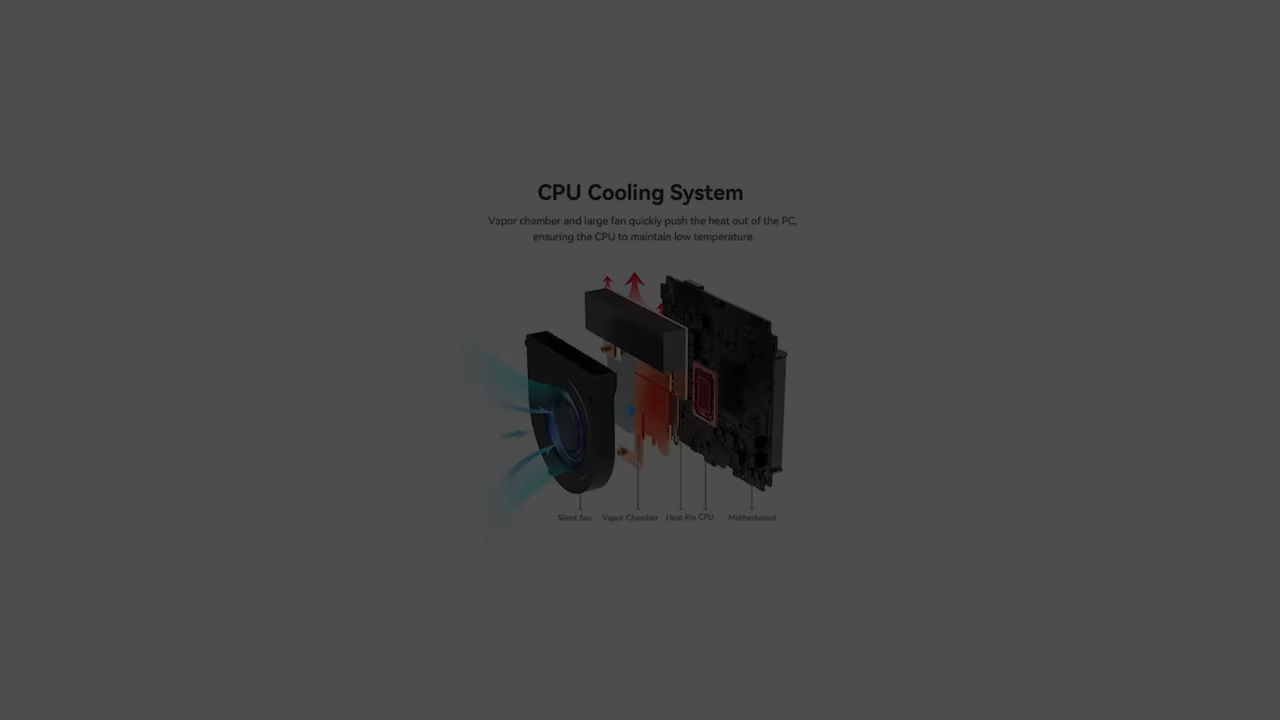 CPU Cooling System
Vapor chamber and large fan quickly push the heat out of the PC,
ensuring the CPU to maintain low temperature.
Silent fan Vapor Chamber Heat Fin CPU Motherboard